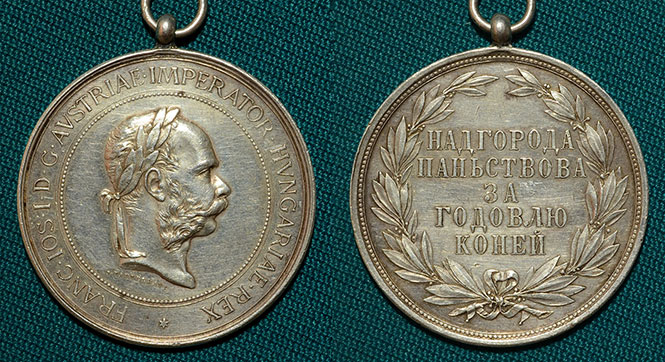 FRANC·IOS·I·D·G·AVSTRIAE·IMPERATOR·HVNGARIAE·REX
НАДГОРОДА
ПАНЬСТВОВА
ЗА
ГОДОВЛЮ
КОНЕЙ